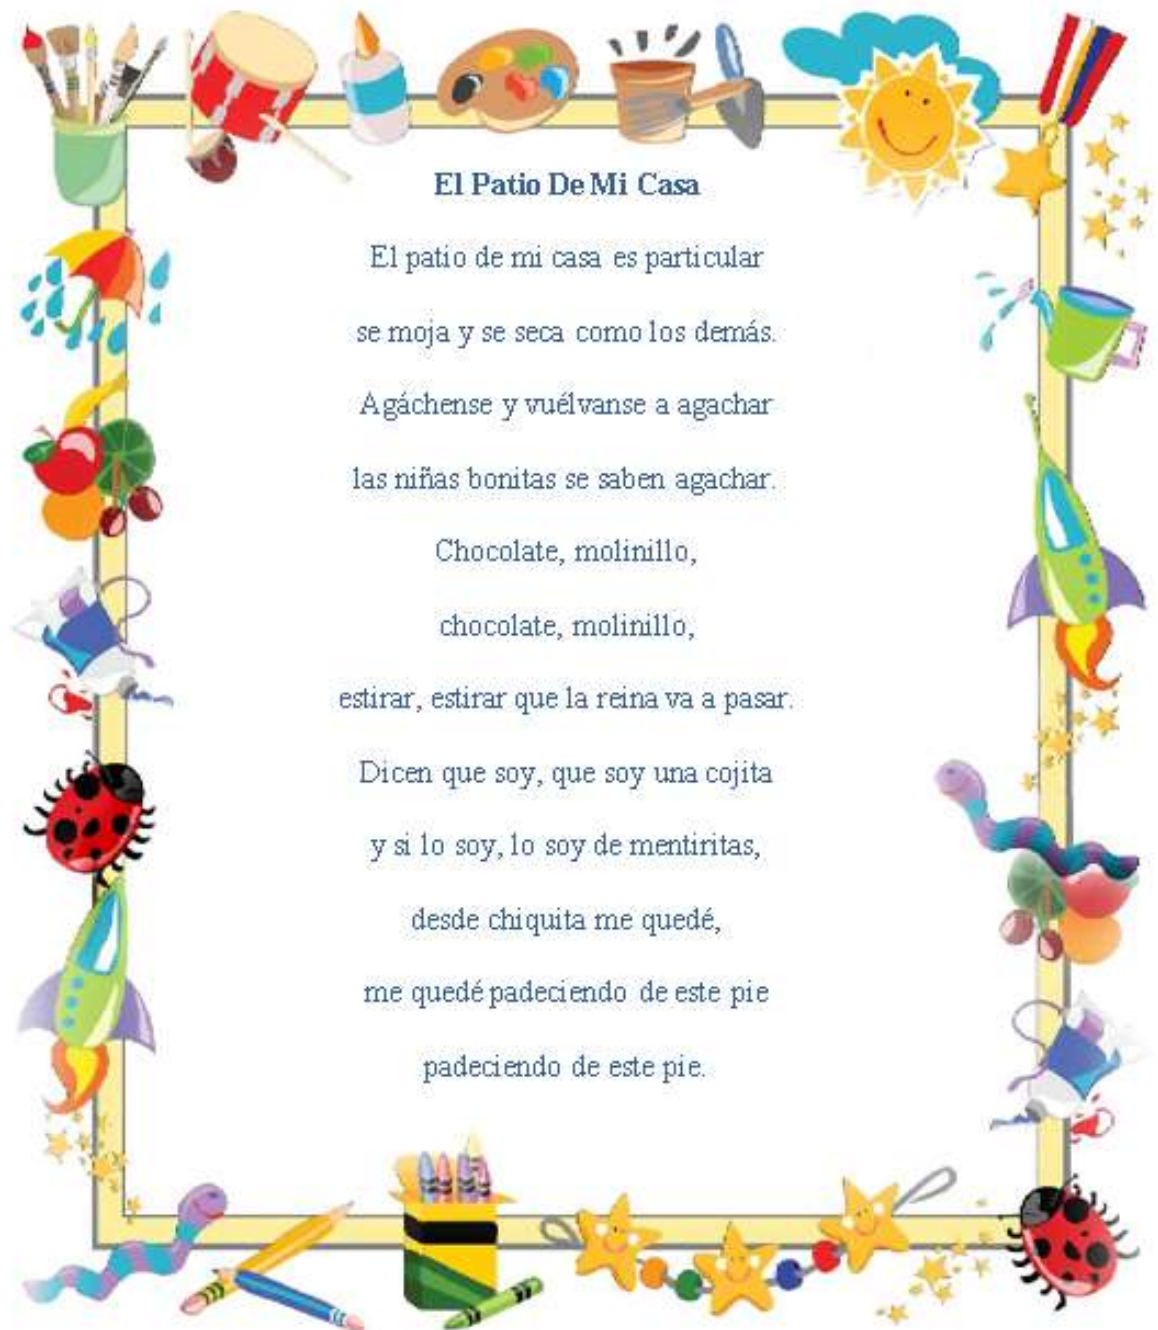 El Patio De Mi Casa
El patio de mi casa es particular
se moja y se seca como los demás.
Agáchense y vuélvanse a agachar
las niñas bonitas se saben agachar.
Chocolate, molinillo,
chocolate, molinillo,
estirar, estirar que la reina va a pasar.
Dicen que soy, que soy una cojita
y si lo soy, lo soy de mentiritas,
desde chiquita me quedé,
me quedé padeciendo de este pie
padeciendo de este pie.